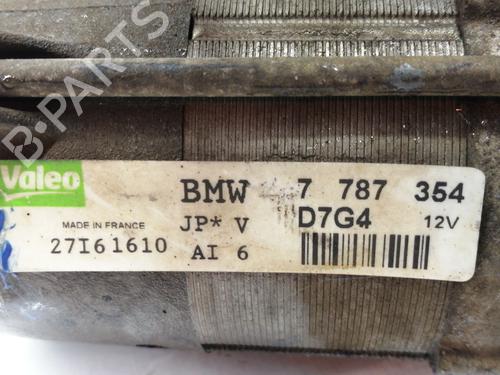 B-PARTS
Valeo
BMW 7 787 354
MADE IN FRANCE JP* V D7G4 12V
27I61610 AI 6